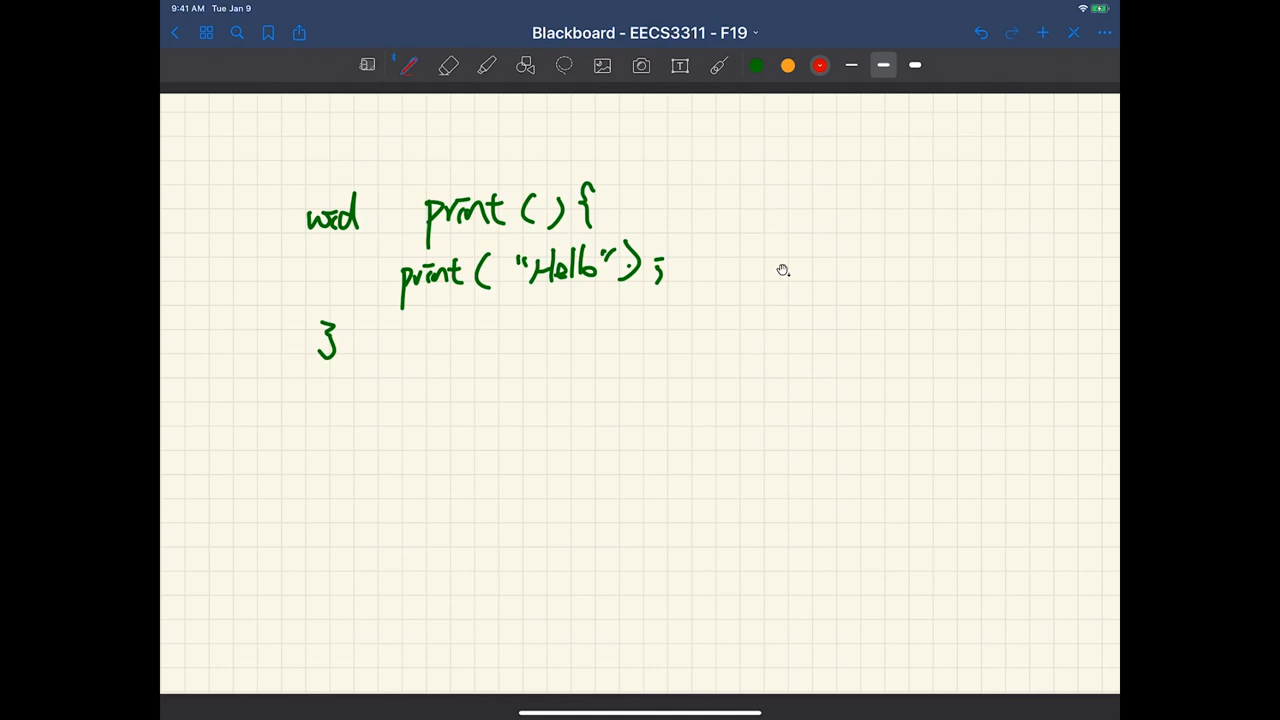 9:41 AM Tue Jan 9
Blackboard - EECS3311 - F19
void print () {
print ( "Hello" ) ;
}